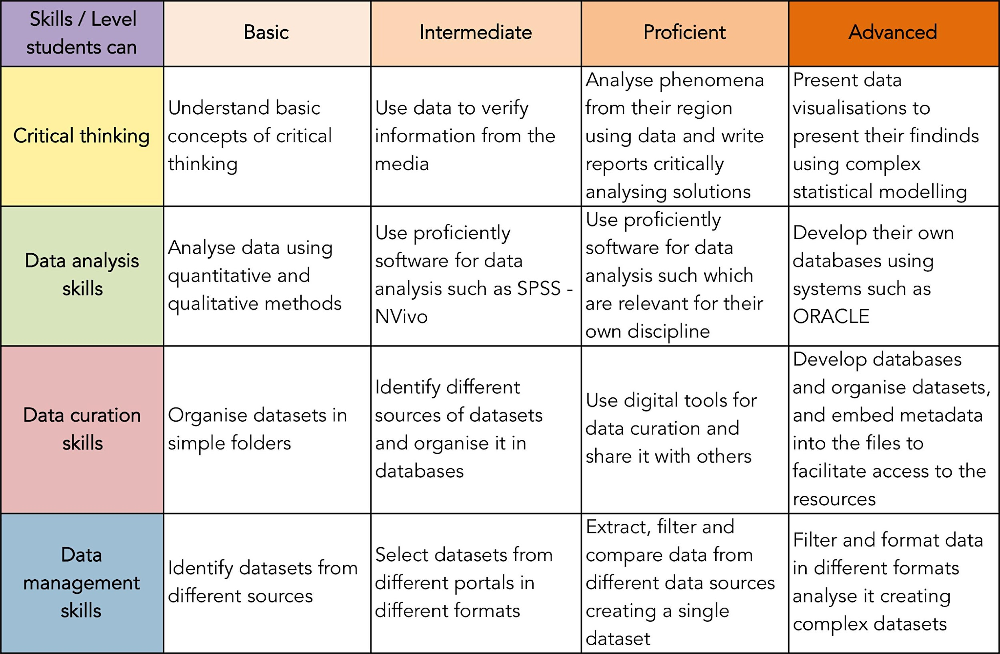 Skills / Level
students can
Basic
Intermediate
Proficient
Advanced
Critical thinking
Understand basic
concepts of critical
thinking
Use data to verify
information from the
media
Analyse phenomena
from their region
using data and write
reports critically
analysing solutions
Present data
visualisations to
present their findinds
using complex
statistical modelling
Data analysis
skills
Analyse data using
quantitative and
qualitative methods
Use proficiently
software for data
analysis such as SPSS -
NVivo
Use proficiently
software for data
analysis such which
are relevant for their
own discipline
Develop their own
databases using
systems such as
ORACLE
Data curation
skills
Organise datasets in
simple folders
Identify different
sources of datasets
and organise it in
databases
Use digital tools for
data curation and
share it with others
Develop databases
and organise datasets,
and embed metadata
into the files to
facilitate access to the
resources
Data
management
skills
Identify datasets from
different sources
Select datasets from
different portals in
different formats
Extract, filter and
compare data from
different data sources
creating a single
dataset
Filter and format data
in different formats
analyse it creating
complex datasets